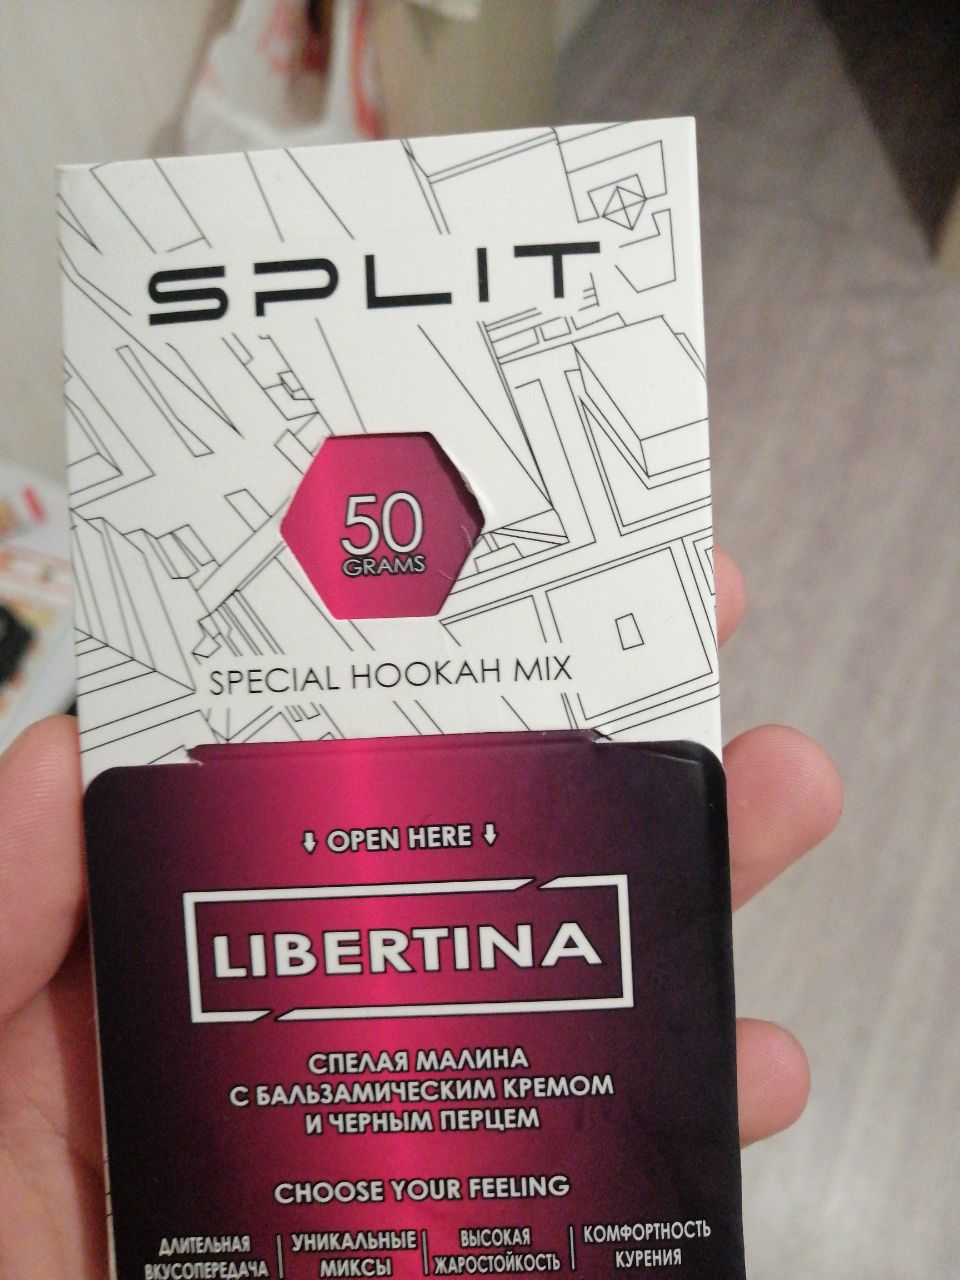 SPLIT
50
GRAMS
SPECIAL HOOKAH MIX
OPEN HERE
LIBERTINA
СПЕЛАЯ МАЛИНА
С БАЛЬЗАМИЧЕСКИМ КРЕМОМ
И ЧЕРНЫМ ПЕРЦЕМ
CHOOSE YOUR FEELING
ДЛИТЕЛЬНАЯ
ВКУСОПЕРЕДАЧА
УНИКАЛЬНЫЕ
МИКСЫ
ВЫСОКАЯ
ЖАРОСТОЙКОСТЬ
КОМФОРТНОСТЬ
КУРЕНИЯ